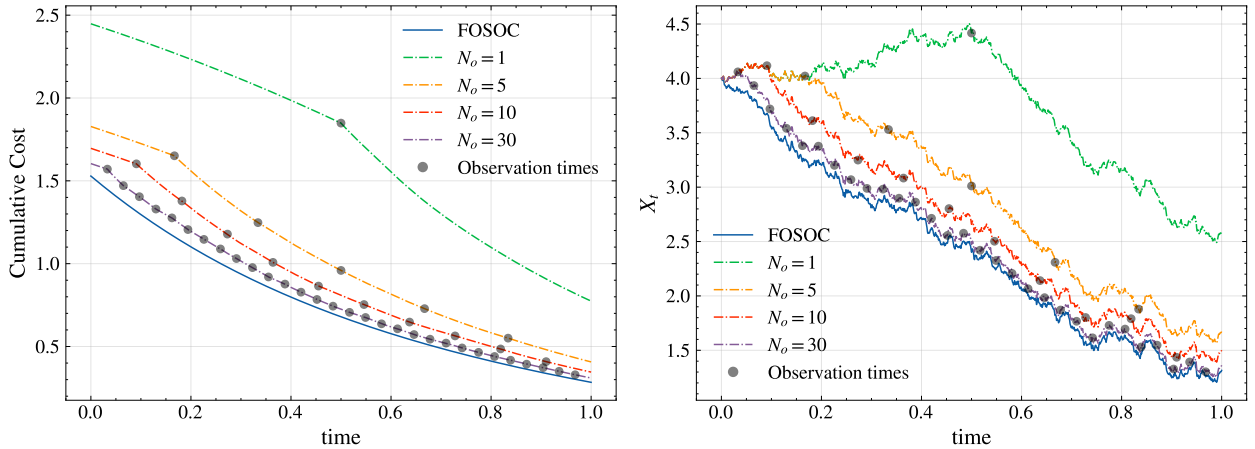 Cumulative Cost
2.5
2.0
1.5
1.0
0.5
0.0
0.2
0.4
0.6
0.8
1.0
time
FOSOC
N_o = 1
N_o = 5
N_o = 10
N_o = 30
Observation times
X_t
4.5
4.0
3.5
3.0
2.5
2.0
1.5
0.0
0.2
0.4
0.6
0.8
1.0
time
FOSOC
N_o = 1
N_o = 5
N_o = 10
N_o = 30
Observation times